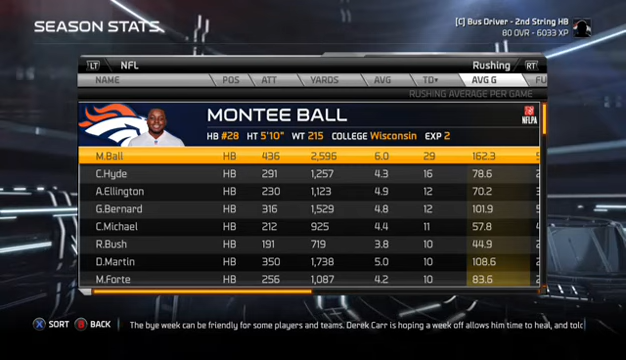 SEASON STATS
[C] Bus Driver - 2nd String HB
80 OVR - 6033 XP
LT NFL Rushing RT
NAME POS ATT YARDS AVG TD AVG G FU
RUSHING AVERAGE PER GAME
MONTEE BALL
HB #28 HT 5'10" WT 215 COLLEGE Wisconsin EXP 2
NFLPA
M.Ball HB 436 2,596 6.0 29 162.3
C.Hyde HB 291 1,257 4.3 16 78.6
A.Ellington HB 230 1,123 4.9 12 70.2
G.Bernard HB 316 1,529 4.8 12 101.9
C.Michael HB 212 925 4.4 11 57.8
R.Bush HB 191 719 3.8 10 44.9
D.Martin HB 350 1,738 5.0 10 108.6
M.Forte HB 256 1,087 4.2 10 83.6
X SORT B BACK The bye week can be friendly for some players and teams. Derek Carr is hoping a week off allows him time to heal, and tolc